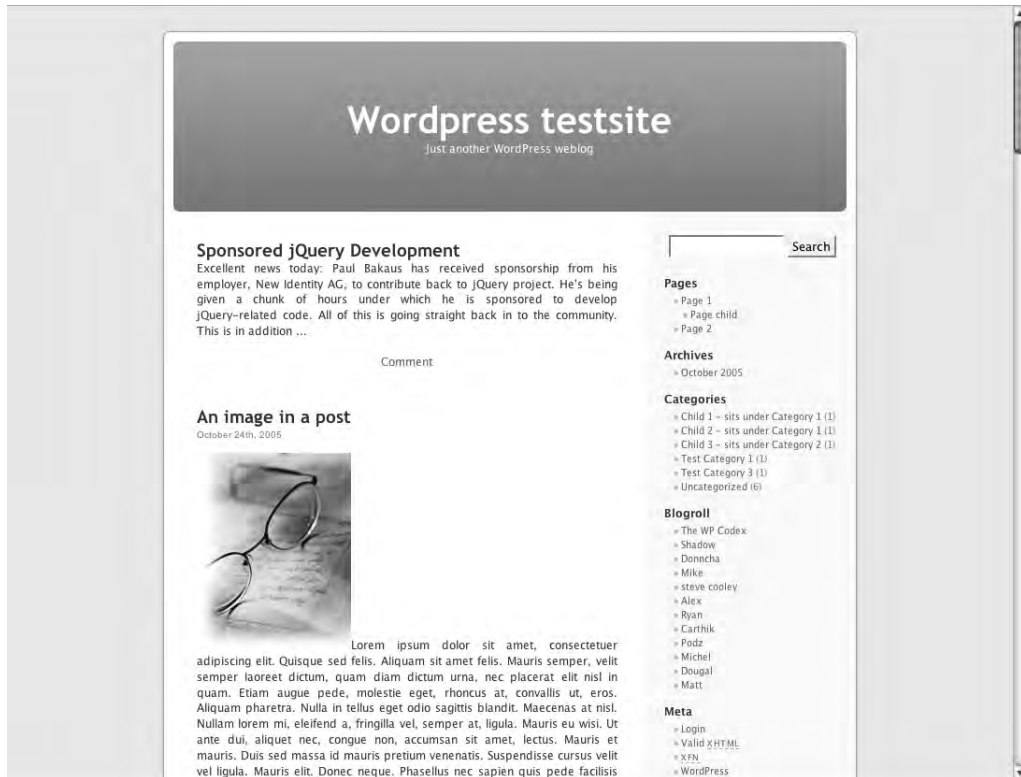 Wordpress testsite
Just another WordPress weblog
Sponsored jQuery Development
Excellent news today: Paul Bakaus has received sponsorship from his
employer, New Identity AG, to contribute back to jQuery project. He's being
given a chunk of hours under which he is sponsored to develop
jQuery-related code. All of this is going straight back in to the community.
This is in addition ...
Comment
An image in a post
October 24th, 2005
Lorem ipsum dolor sit amet, consectetuer
adipiscing elit. Quisque sed felis. Aliquam sit amet felis. Mauris semper, velit
semper laoreet dictum, quam diam dictum urna, nec placerat elit nisl in
quam. Etiam augue pede, molestie eget, rhoncus at, convallis ut, eros.
Aliquam pharetra. Nulla in tellus eget odio sagittis blandit. Maecenas at nisl.
Nullam lorem mi, eleifend a, fringilla vel, semper at, ligula. Mauris eu wisi. Ut
ante dui, aliquet nec, congue non, accumsan sit amet, lectus. Mauris et
mauris. Duis sed massa id mauris pretium venenatis. Suspendisse cursus velit
vel ligula. Mauris elit. Donec neque. Phasellus nec sapien quis pede facilisis
Search
Pages
» Page 1
» Page child
» Page 2
Archives
» October 2005
Categories
» Child 1 – sits under Category 1 (1)
» Child 2 – sits under Category 1 (1)
» Child 3 – sits under Category 2 (1)
» Test Category 1 (1)
» Test Category 3 (1)
» Uncategorized (6)
Blogroll
» The WP Codex
» Shadow
» Donncha
» Mike
» steve cooley
» Alex
» Ryan
» Carthik
» Podz
» Michel
» Dougal
» Matt
Meta
» Login
» Valid XHTML
» XFN
» WordPress